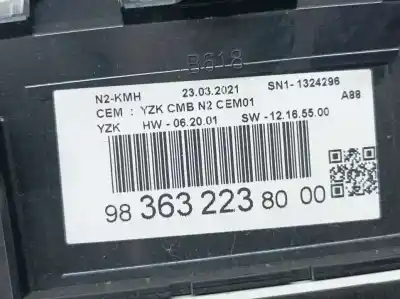 8618
N2-KMH 23.03.2021 SN1- 1324296
CEM : YZK CMB N2 CEM01 A88
YZK HW - 06.20.01 SW - 12.16.55.00
98 363 223 80 00